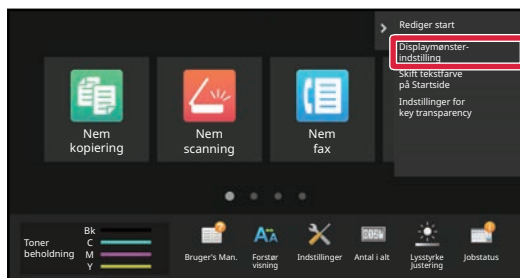 Rediger start
Displaymønster-
indstilling
Skift tekstfarve
på Startside
Indstillinger for
key transparency
Nem
kopiering
Nem
scanning
Nem
fax
Toner
beholdning
Bk
C
M
Y
Bruger's Man.
Forstør
visning
Indstillinger
Antal i alt
Lysstyrke
Justering
Jobstatus